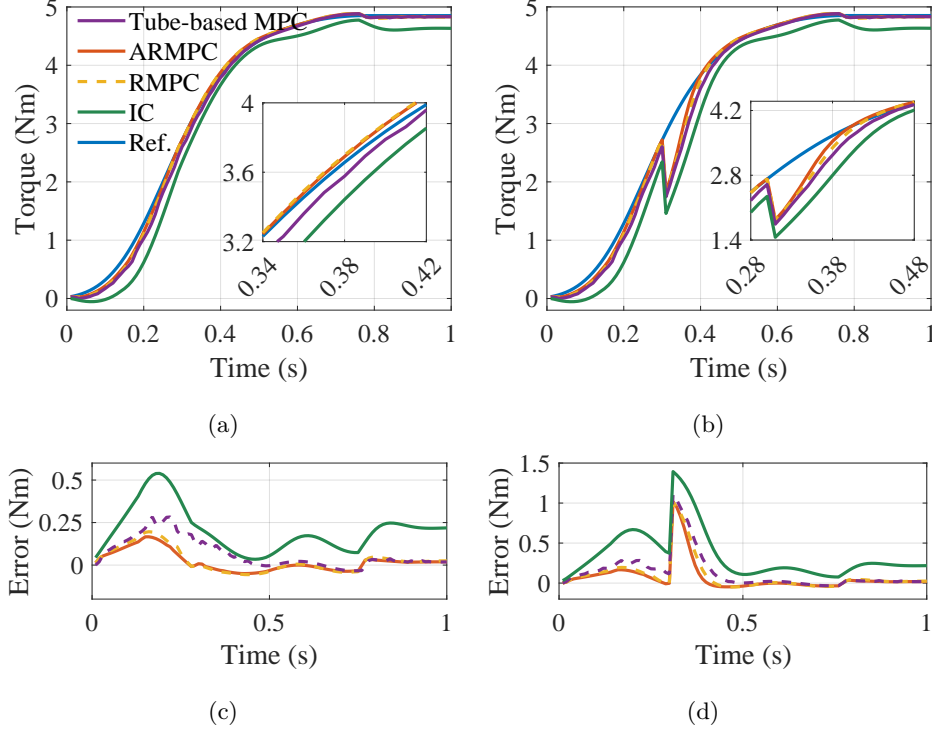 Tube-based MPC
ARMPC
RMPC
IC
Ref.
Torque (Nm)
5
4
3
2
1
0
0 0.2 0.4 0.6 0.8 1
Time (s)
4
3.6
3.2
0.34 0.38 0.42
(a)
Torque (Nm)
5
4
3
2
1
0
0 0.2 0.4 0.6 0.8 1
Time (s)
4.2
2.8
1.4
0.28 0.38 0.48
(b)
Error (Nm)
0.5
0.25
0
0 0.5 1
Time (s)
(c)
Error (Nm)
1.5
1
0.5
0
0 0.5 1
Time (s)
(d)